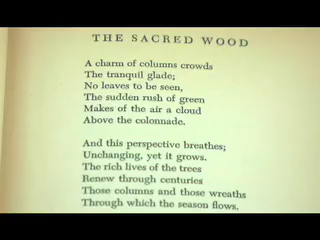 THE SACRED WOOD
A charm of columns crowds
The tranquil glade;
No leaves to be seen,
The sudden rush of green
Makes of the air a cloud
Above the colonnade.
And this perspective breathes;
Unchanging, yet it grows.
The rich lives of the trees
Renew through centuries
Those columns and those wreaths
Through which the season flows.